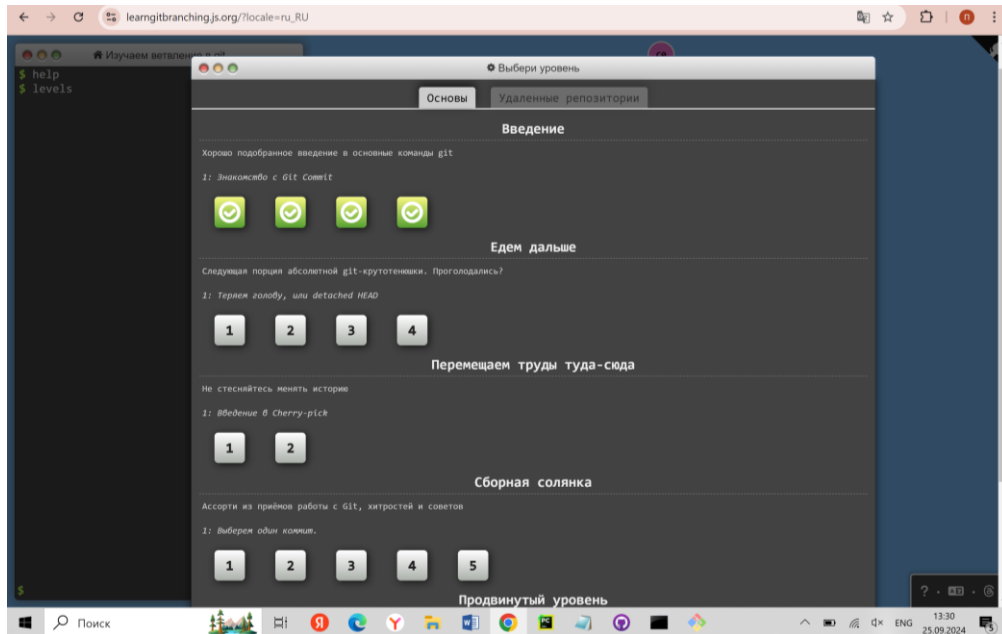 learngitbranching.js.org/?locale=ru_RU
п
Изучаем ветвление в git
$ help
$ levels
Выбери уровень
Основы
Удаленные репозитории
Введение
Хорошо подобранное введение в основные команды git
1: Знакомство с Git Commit
Едем дальше
Следующая порция абсолютной git-крутотенюшки. Проголодались?
1: Теряем голову, или detached HEAD
1 2 3 4
Перемещаем труды туда-сюда
Не стесняйтесь менять историю
1: Введение в Cherry-pick
1 2
Сборная солянка
Ассорти из приёмов работы с Git, хитростей и советов
1: Выберем один коммит.
1 2 3 4 5
Продвинутый уровень
$
Поиск
ENG
13:30
25.09.2024